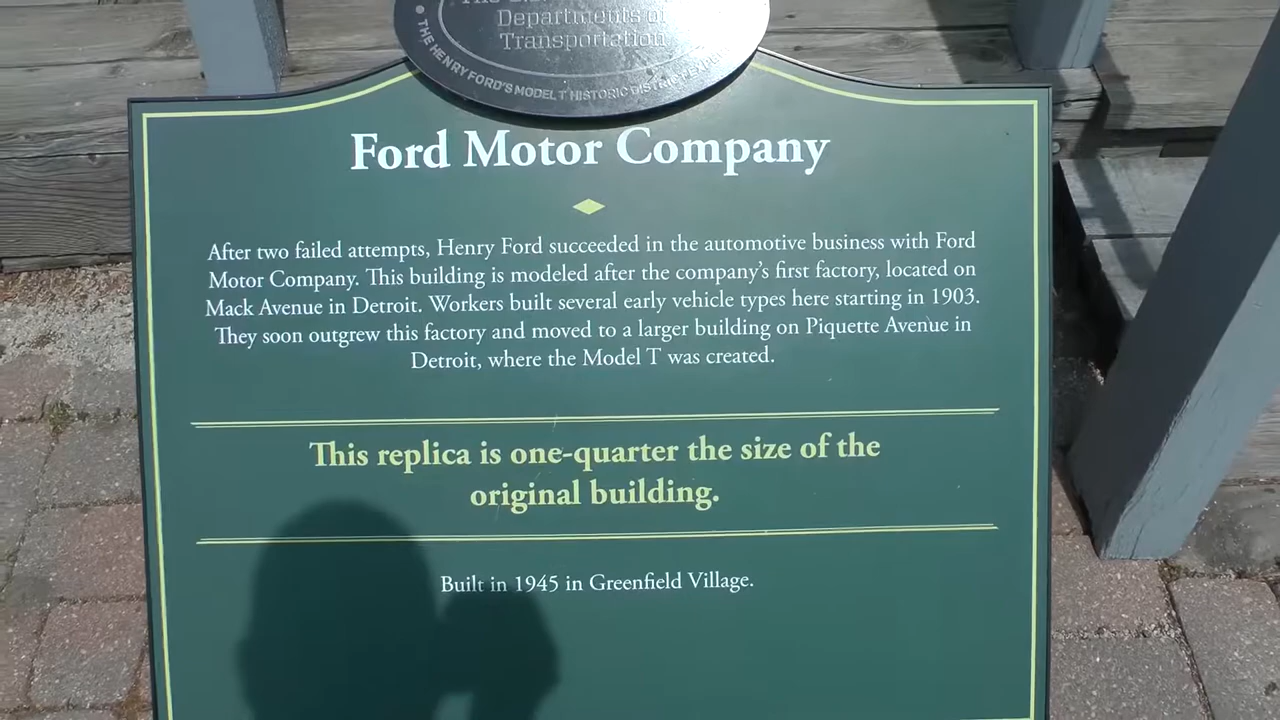 Departments of
Transportation
THE HENRY FORD'S MODEL T HISTORIC DISTRICT
Ford Motor Company
After two failed attempts, Henry Ford succeeded in the automotive business with Ford
Motor Company. This building is modeled after the company's first factory, located on
Mack Avenue in Detroit. Workers built several early vehicle types here starting in 1903.
They soon outgrew this factory and moved to a larger building on Piquette Avenue in
Detroit, where the Model T was created.
This replica is one-quarter the size of the
original building.
Built in 1945 in Greenfield Village.